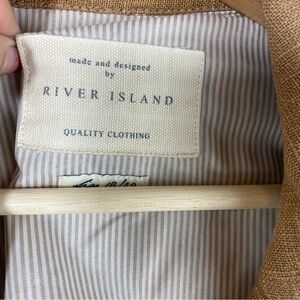 made and designed
by
RIVER ISLAND
QUALITY CLOTHING